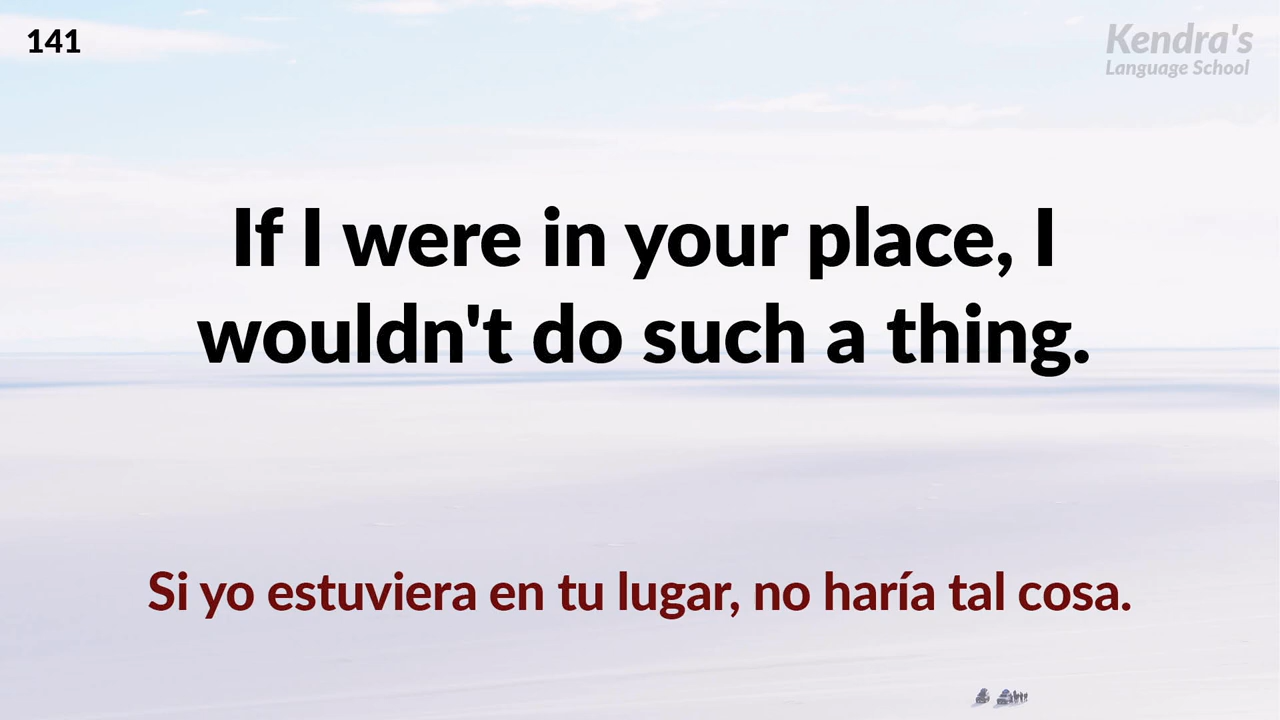 141
Kendra's
Language School
If I were in your place, I
wouldn't do such a thing.
Si yo estuviera en tu lugar, no haría tal cosa.